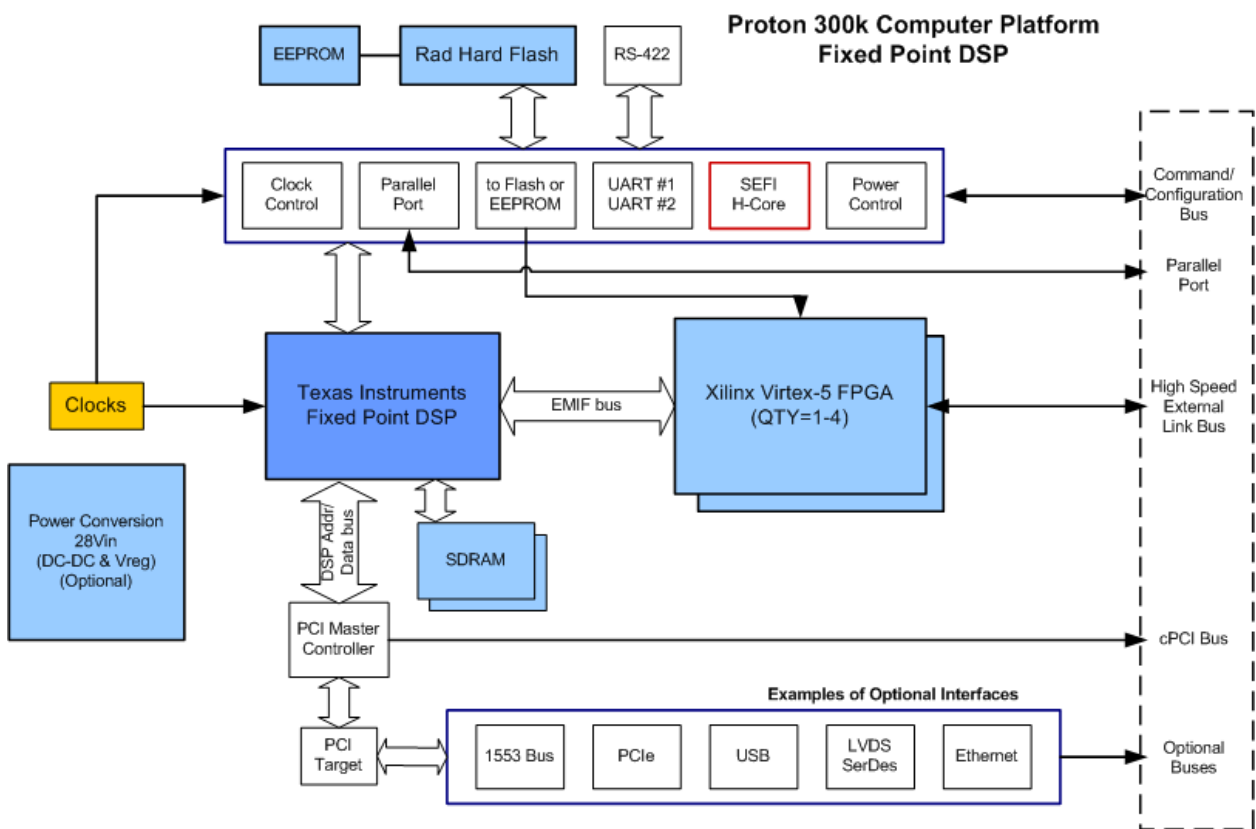 Proton 300k Computer Platform
Fixed Point DSP
EEPROM
Rad Hard Flash
RS-422
Clock
Control
Parallel
Port
to Flash or
EEPROM
UART #1
UART #2
SEFI
H-Core
Power
Control
Command/
Configuration
Bus
Parallel
Port
Clocks
Texas Instruments
Fixed Point DSP
EMIF bus
Xilinx Virtex-5 FPGA
(QTY=1-4)
High Speed
External
Link Bus
Power Conversion
28Vin
(DC-DC & Vreg)
(Optional)
DSP Addr/
Data bus
SDRAM
PCI Master
Controller
cPCI Bus
Examples of Optional Interfaces
PCI
Target
1553 Bus
PCIe
USB
LVDS
SerDes
Ethernet
Optional
Buses